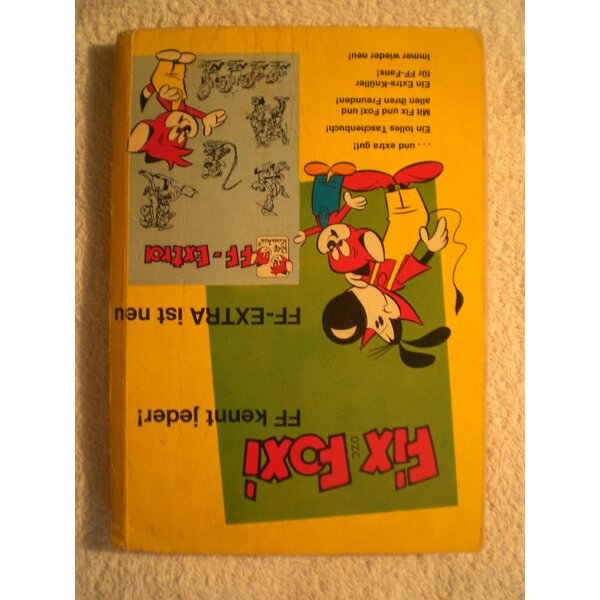 Fix Foxi
DZC
FF kennt jeder!
FF-EXTRA ist neu
FF-Extra
... und extra gut!
Ein tolles Taschenbuch!
Mit Fix und Foxi und
allen ihren Freunden!
Ein Extra-Knüller
für FF-Fans!
Immer wieder neu!